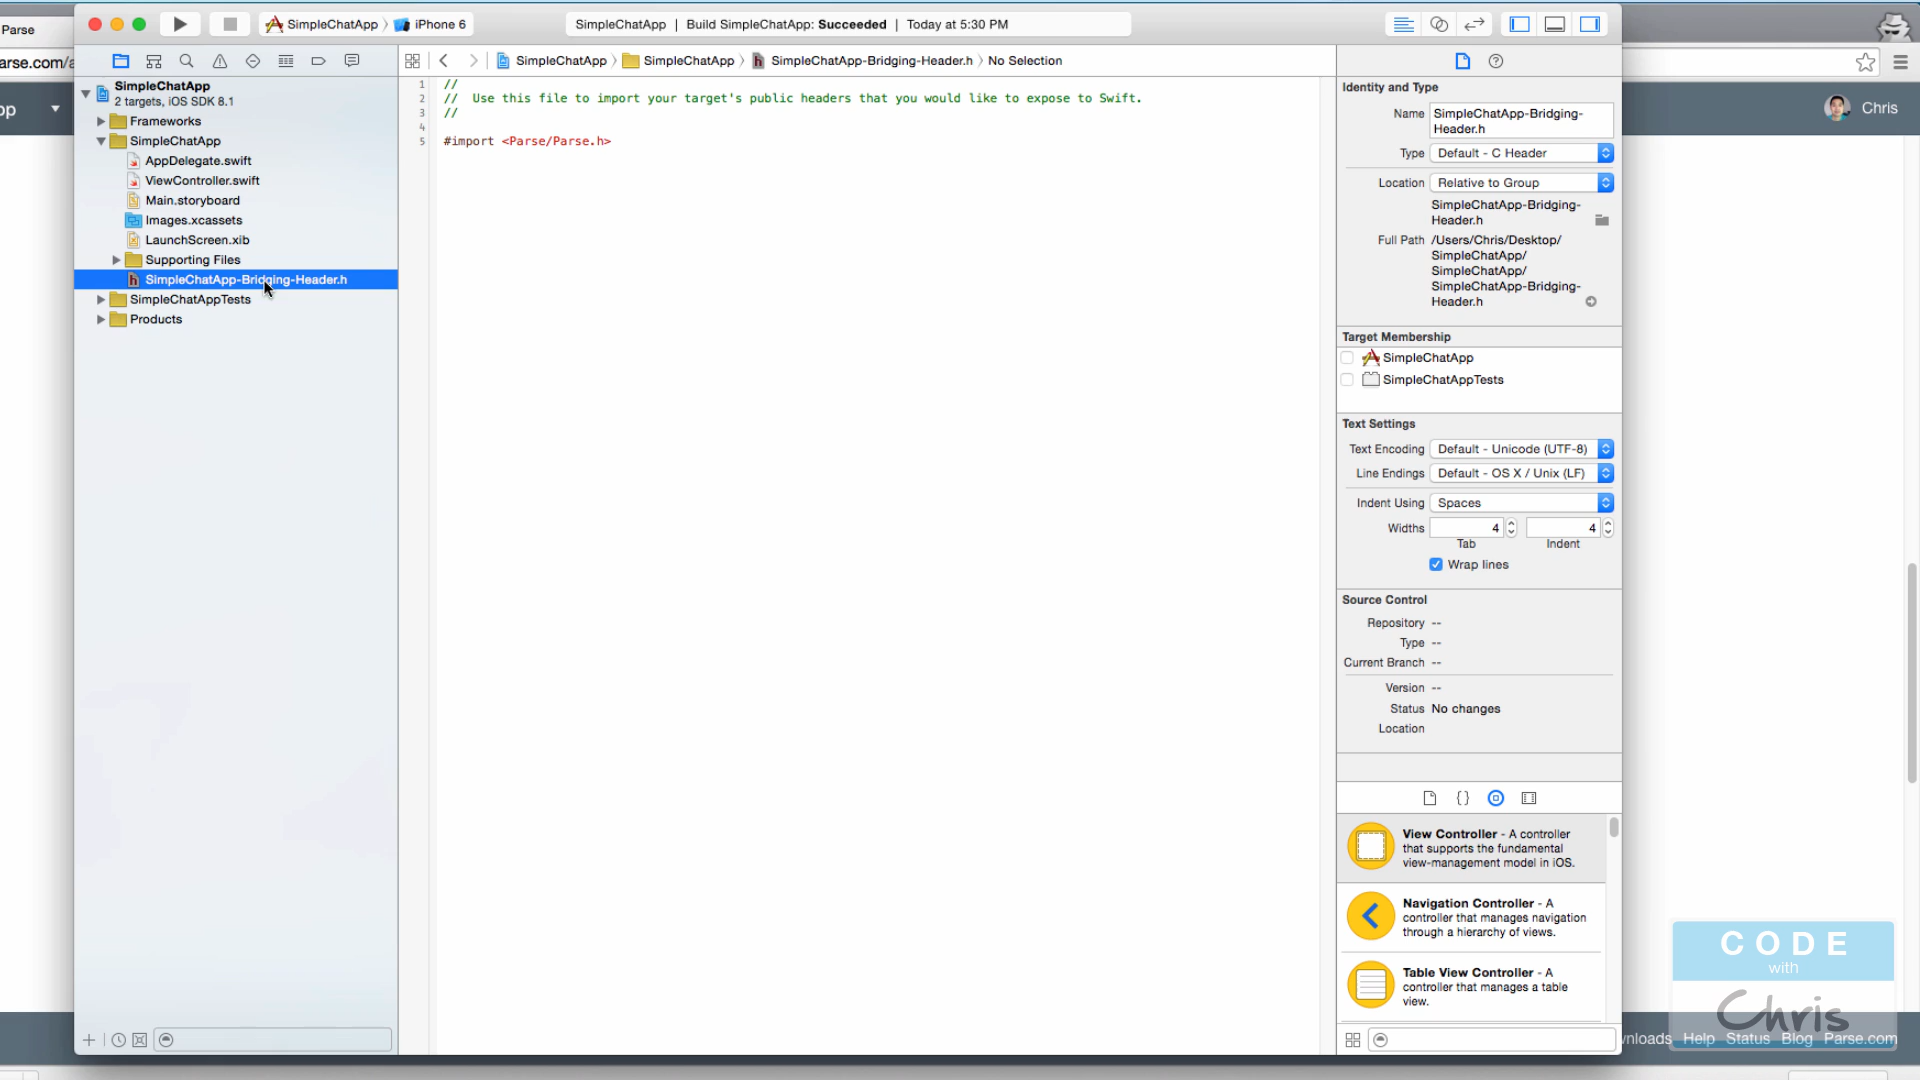 Parse
arse.com/a
pp
Chris
SimpleChatApp
iPhone 6
SimpleChatApp | Build SimpleChatApp: Succeeded | Today at 5:30 PM
SimpleChatApp
2 targets, iOS SDK 8.1
Frameworks
SimpleChatApp
AppDelegate.swift
ViewController.swift
Main.storyboard
Images.xcassets
LaunchScreen.xib
Supporting Files
SimpleChatApp-Bridging-Header.h
SimpleChatAppTests
Products
SimpleChatApp
SimpleChatApp
SimpleChatApp-Bridging-Header.h
No Selection
1 //
2 //  Use this file to import your target's public headers that you would like to expose to Swift.
3 //
4
5 #import <Parse/Parse.h>
Identity and Type
Name SimpleChatApp-Bridging-
Header.h
Type Default - C Header
Location Relative to Group
SimpleChatApp-Bridging-
Header.h
Full Path /Users/Chris/Desktop/
SimpleChatApp/
SimpleChatApp/
SimpleChatApp-Bridging-
Header.h
Target Membership
SimpleChatApp
SimpleChatAppTests
Text Settings
Text Encoding Default - Unicode (UTF-8)
Line Endings Default - OS X / Unix (LF)
Indent Using Spaces
Widths 4 4
Tab Indent
Wrap lines
Source Control
Repository --
Type --
Current Branch --
Version --
Status No changes
Location
{}
View Controller - A controller
that supports the fundamental
view-management model in iOS.
Navigation Controller - A
controller that manages navigation
through a hierarchy of views.
Table View Controller - A
controller that manages a table
view.
CODE
with
Chris
wnloads Help Status Blog Parse.com